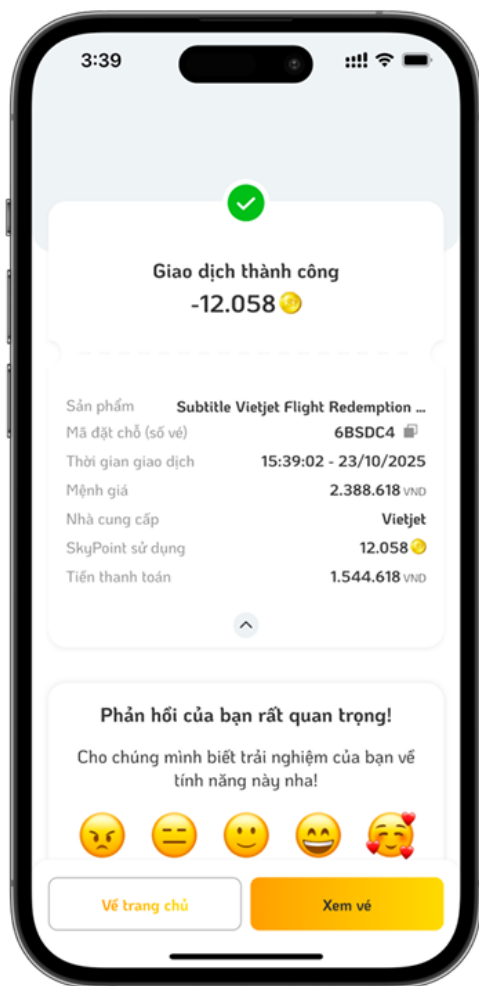 3:39
Giao dịch thành công
-12.058
Sản phẩm Subtitle Vietjet Flight Redemption ...
Mã đặt chỗ (số vé) 6BSDC4
Thời gian giao dịch 15:39:02 - 23/10/2025
Mệnh giá 2.388.618 VND
Nhà cung cấp Vietjet
SkyPoint sử dụng 12.058
Tiền thanh toán 1.544.618 VND
Phản hồi của bạn rất quan trọng!
Cho chúng mình biết trải nghiệm của bạn về
tính năng này nha!
Về trang chủ Xem vé